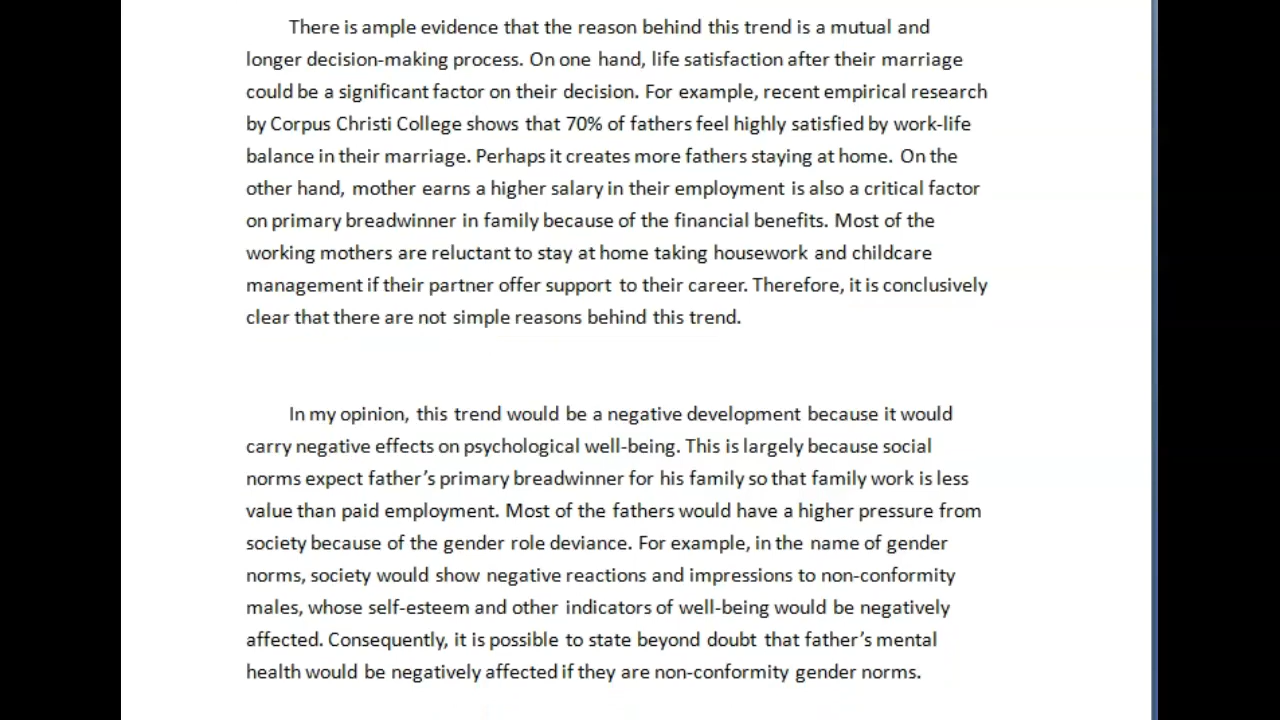 There is ample evidence that the reason behind this trend is a mutual and
longer decision-making process. On one hand, life satisfaction after their marriage
could be a significant factor on their decision. For example, recent empirical research
by Corpus Christi College shows that 70% of fathers feel highly satisfied by work-life
balance in their marriage. Perhaps it creates more fathers staying at home. On the
other hand, mother earns a higher salary in their employment is also a critical factor
on primary breadwinner in family because of the financial benefits. Most of the
working mothers are reluctant to stay at home taking housework and childcare
management if their partner offer support to their career. Therefore, it is conclusively
clear that there are not simple reasons behind this trend.
In my opinion, this trend would be a negative development because it would
carry negative effects on psychological well-being. This is largely because social
norms expect father’s primary breadwinner for his family so that family work is less
value than paid employment. Most of the fathers would have a higher pressure from
society because of the gender role deviance. For example, in the name of gender
norms, society would show negative reactions and impressions to non-conformity
males, whose self-esteem and other indicators of well-being would be negatively
affected. Consequently, it is possible to state beyond doubt that father’s mental
health would be negatively affected if they are non-conformity gender norms.